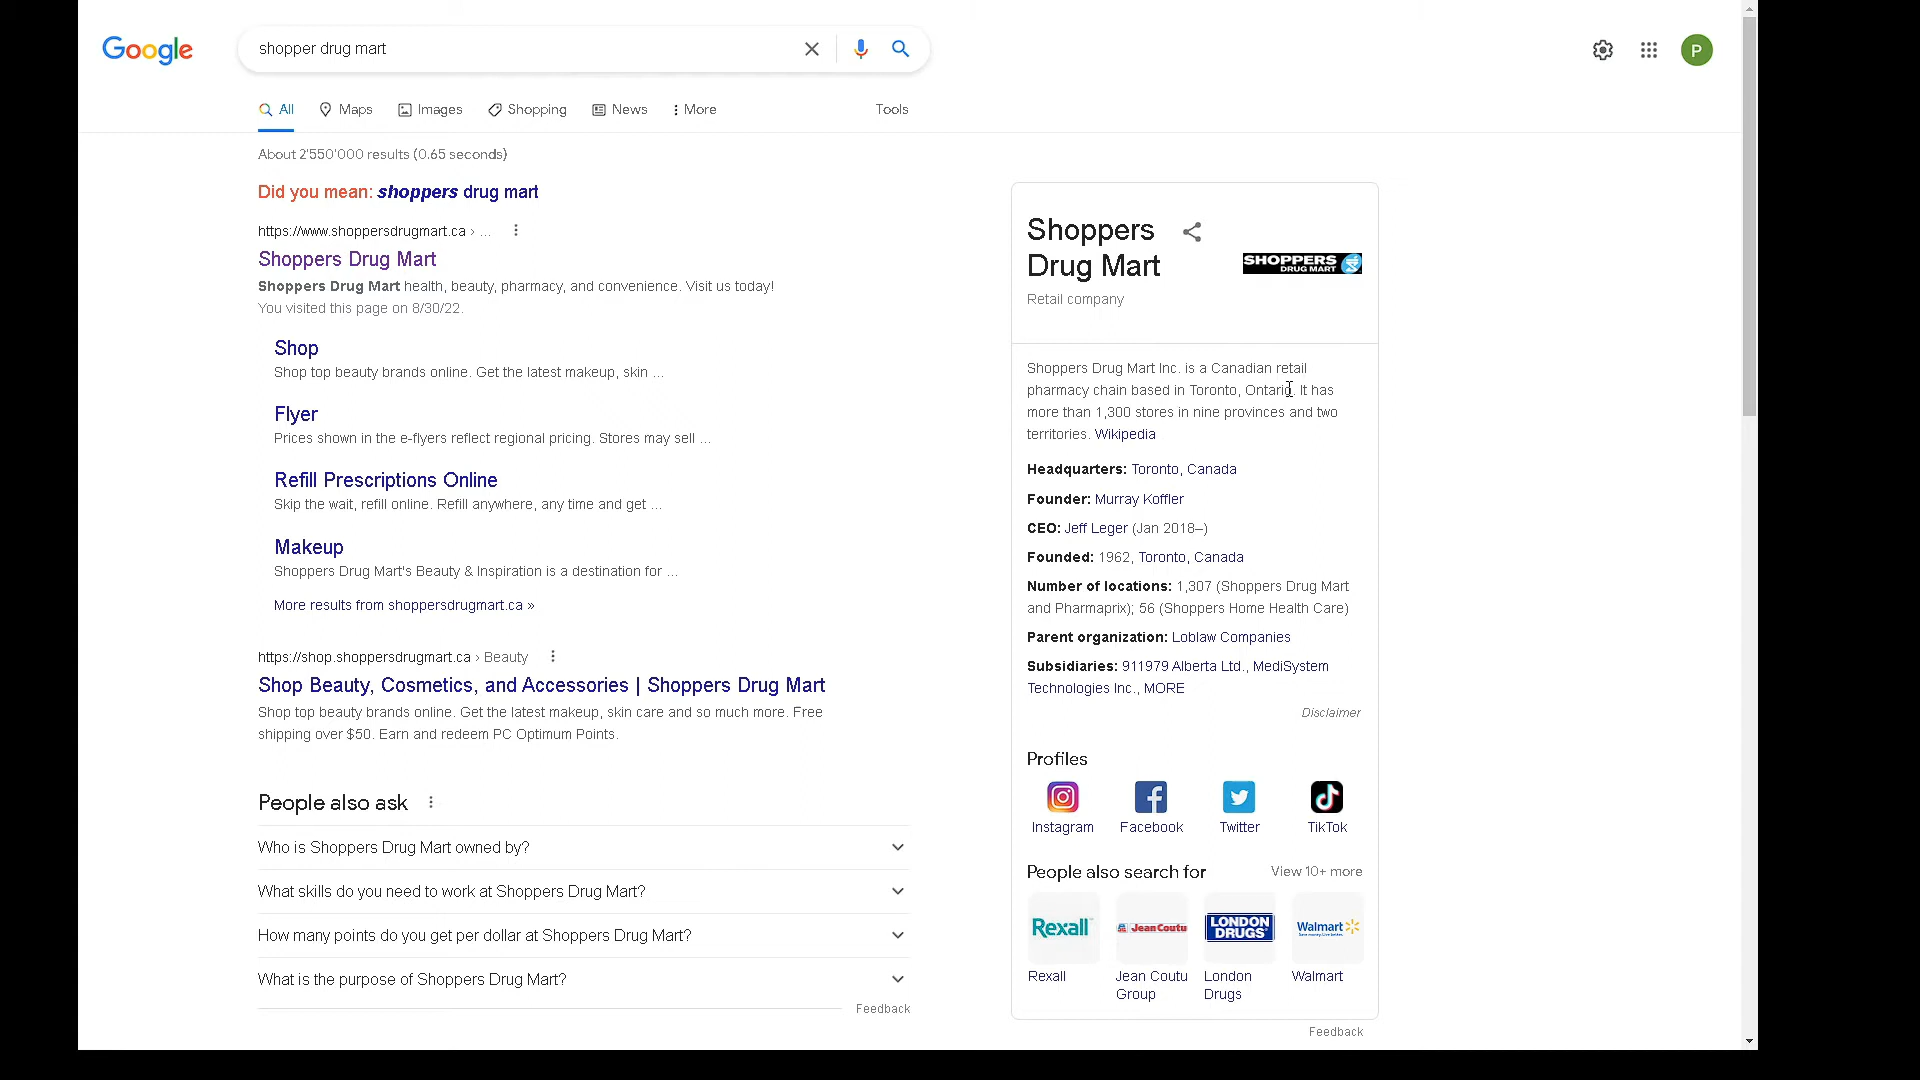 Google
shopper drug mart
P
All
Maps
Images
Shopping
News
More
Tools
About 2'550'000 results (0.65 seconds)
Did you mean: shoppers drug mart
https://www.shoppersdrugmart.ca › ...
Shoppers Drug Mart
Shoppers Drug Mart health, beauty, pharmacy, and convenience. Visit us today!
You visited this page on 8/30/22.
Shop
Shop top beauty brands online. Get the latest makeup, skin ...
Flyer
Prices shown in the e-flyers reflect regional pricing. Stores may sell ...
Refill Prescriptions Online
Skip the wait, refill online. Refill anywhere, any time and get ...
Makeup
Shoppers Drug Mart's Beauty & Inspiration is a destination for ...
More results from shoppersdrugmart.ca »
https://shop.shoppersdrugmart.ca › Beauty
Shop Beauty, Cosmetics, and Accessories | Shoppers Drug Mart
Shop top beauty brands online. Get the latest makeup, skin care and so much more. Free
shipping over $50. Earn and redeem PC Optimum Points.
People also ask
Who is Shoppers Drug Mart owned by?
What skills do you need to work at Shoppers Drug Mart?
How many points do you get per dollar at Shoppers Drug Mart?
What is the purpose of Shoppers Drug Mart?
Feedback
Shoppers
Drug Mart
Retail company
SHOPPERS
DRUG MART
Shoppers Drug Mart Inc. is a Canadian retail
pharmacy chain based in Toronto, Ontario. It has
more than 1,300 stores in nine provinces and two
territories. Wikipedia
Headquarters: Toronto, Canada
Founder: Murray Koffler
CEO: Jeff Leger (Jan 2018–)
Founded: 1962, Toronto, Canada
Number of locations: 1,307 (Shoppers Drug Mart
and Pharmaprix); 56 (Shoppers Home Health Care)
Parent organization: Loblaw Companies
Subsidiaries: 911979 Alberta Ltd., MediSystem
Technologies Inc., MORE
Disclaimer
Profiles
Instagram
Facebook
Twitter
TikTok
People also search for
View 10+ more
Rexall
Jean Coutu
LONDON
DRUGS
Walmart
Save money. Live better.
Rexall
Jean Coutu
Group
London
Drugs
Walmart
Feedback